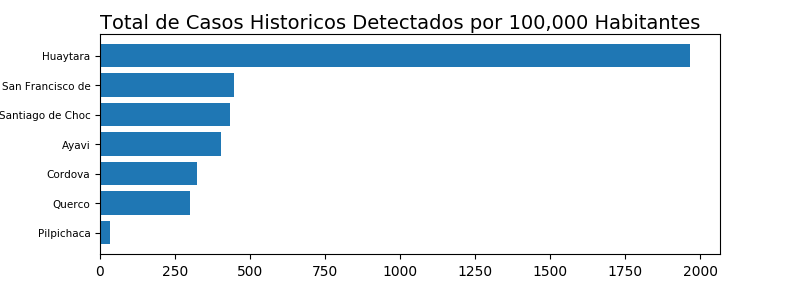 Total de Casos Historicos Detectados por 100,000 Habitantes
Huaytara
San Francisco de
Santiago de Choc
Ayavi
Cordova
Querco
Pilpichaca
0 250 500 750 1000 1250 1500 1750 2000